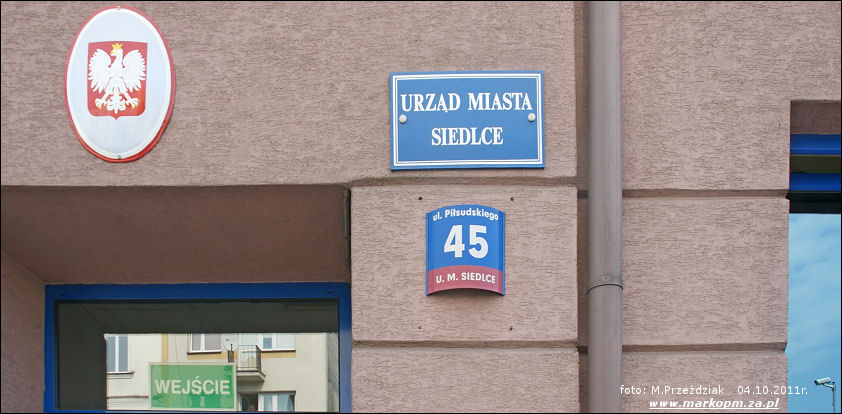 URZĄD MIASTA
SIEDLCE
ul. Piłsudskiego
45
U. M. SIEDLCE
WEJŚCIE
foto: M.Przeździak 04.10.2011r.
www.markopm.za.pl